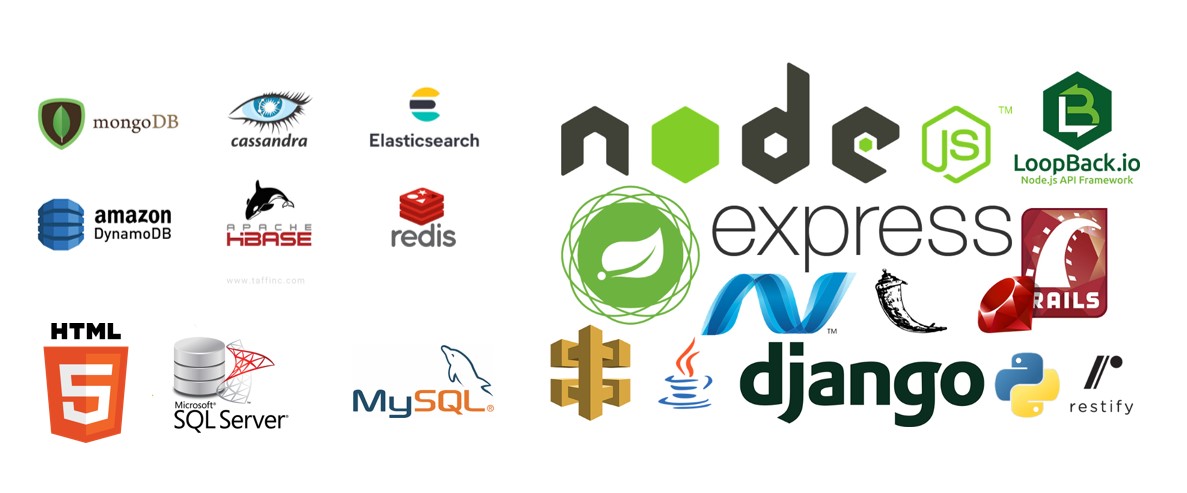 mongoDB
cassandra
Elasticsearch
amazon
DynamoDB
APACHE
HBASE
redis
www.taffinc.com
HTML
5
Microsoft®
SQL Server®
MySQL®
node
JS
TM
LB
LoopBack.io
Node.js API Framework
express
RAILS
TM
django
restify